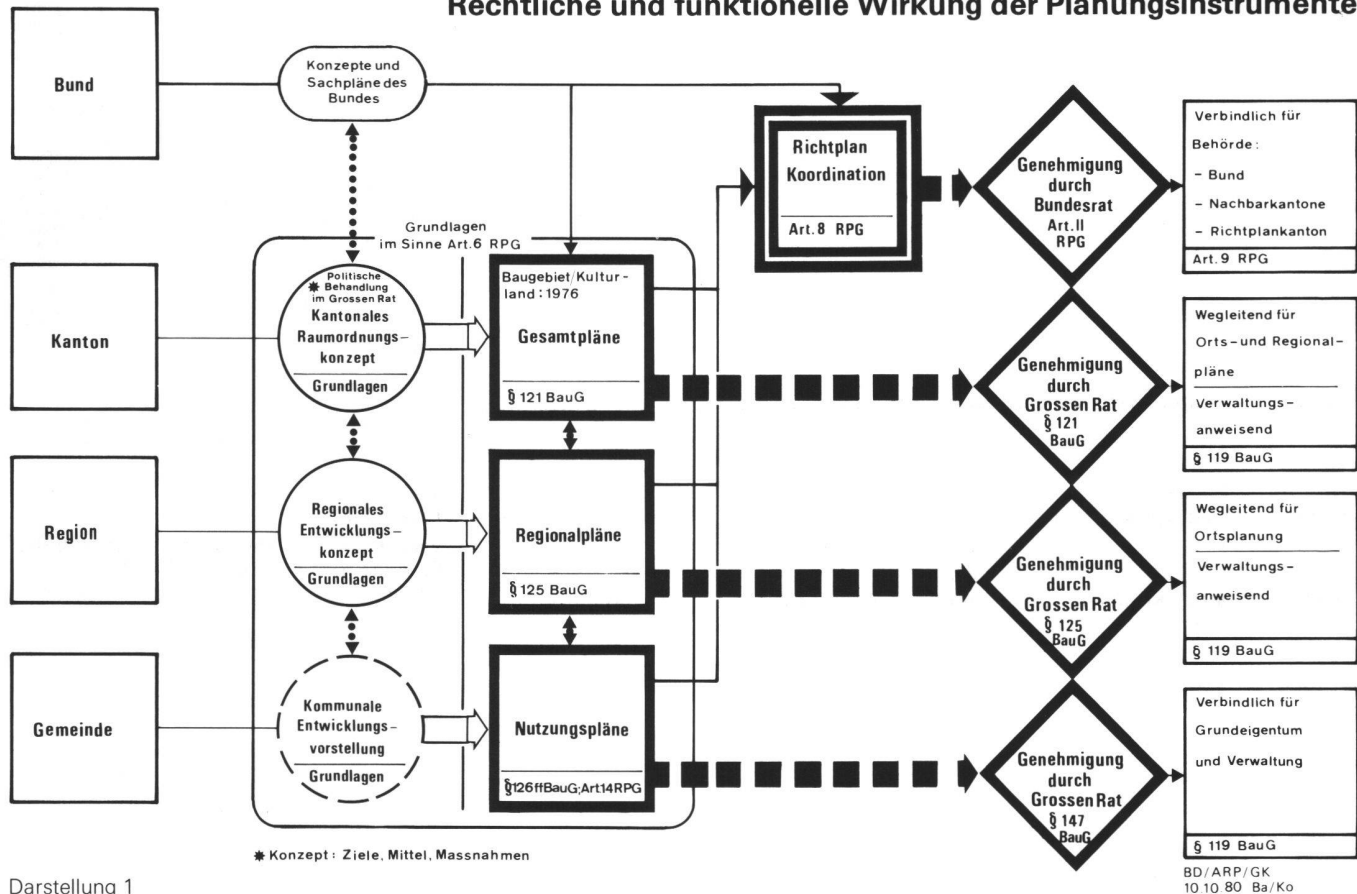 Rechtliche und funktionelle Wirkung der Planungsinstrumente
Bund
Konzepte und
Sachpläne des
Bundes
Richtplan
Koordination
Art. 8 RPG
Genehmigung
durch
Bundesrat
Art. II
RPG
Verbindlich für
Behörde:
- Bund
- Nachbarkantone
- Richtplankanton
Art. 9 RPG
Grundlagen
im Sinne Art. 6 RPG
Kanton
Politische
✱ Behandlung
im Grossen Rat
Kantonales
Raumordnungs-
konzept
Grundlagen
Baugebiet/Kultur-
land: 1976
Gesamtpläne
§ 121 BauG
Genehmigung
durch
Grossen Rat
§ 121
BauG
Wegleitend für
Orts- und Regional-
pläne
Verwaltungs-
anweisend
§ 119 BauG
Region
Regionales
Entwicklungs-
konzept
Grundlagen
Regionalpläne
§ 125 BauG
Genehmigung
durch
Grossen Rat
§ 125
BauG
Wegleitend für
Ortsplanung
Verwaltungs-
anweisend
§ 119 BauG
Gemeinde
Kommunale
Entwicklungs-
vorstellung
Grundlagen
Nutzungspläne
§126ffBauG;Art.14RPG
Genehmigung
durch
Grossen Rat
§ 147
BauG
Verbindlich für
Grundeigentum
und Verwaltung
§ 119 BauG
✱ Konzept: Ziele, Mittel, Massnahmen
BD/ARP/GK
10.10.80 Ba/Ko
Darstellung 1